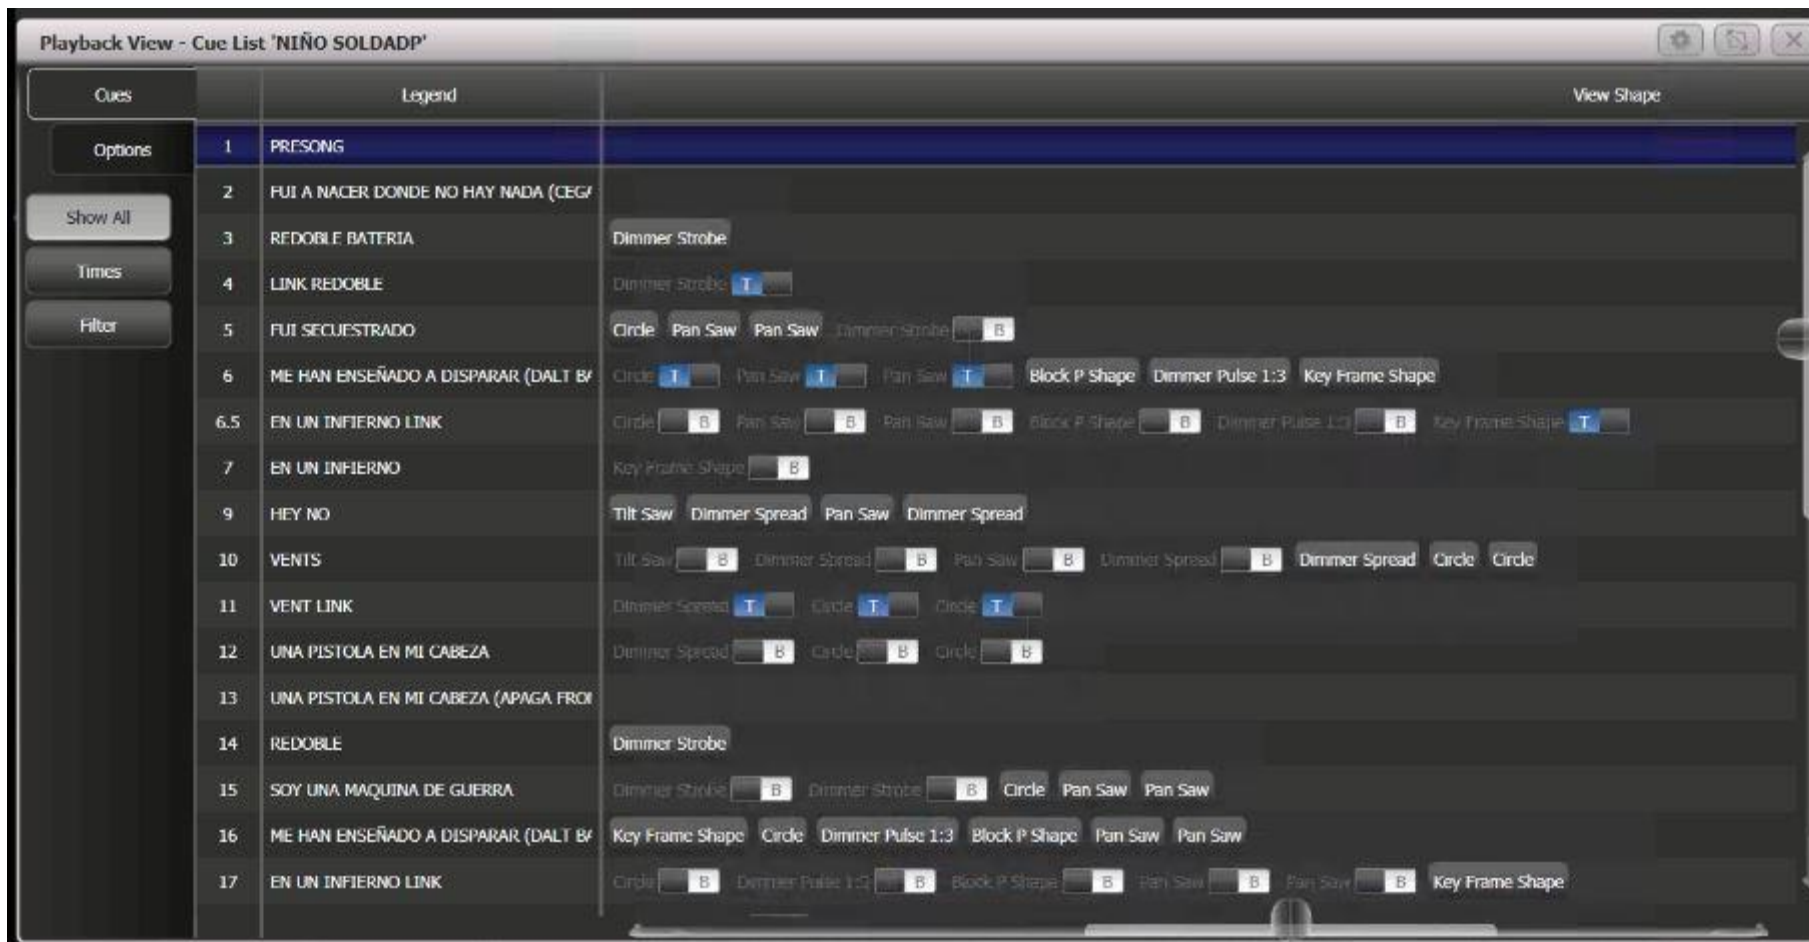 Playback View - Cue List 'NIÑO SOLDADP'
Cues Legend View Shape
Options
Show All
Times
Filter
1 PRESONG
2 FUI A NACER DONDE NO HAY NADA (CEGA
3 REDOBLE BATERIA Dimmer Strobe
4 LINK REDOBLE Dimmer Strobe T
5 FUI SECUESTRADO Circle Pan Saw Pan Saw Dimmer Strobe B
6 ME HAN ENSEÑADO A DISPARAR (DALT BA Circle T Pan Saw T Pan Saw T Block P Shape Dimmer Pulse 1:3 Key Frame Shape
6.5 EN UN INFIERNO LINK Circle B Pan Saw B Pan Saw B Block P Shape B Dimmer Pulse 1:3 B Key Frame Shape T
7 EN UN INFIERNO Key Frame Shape B
9 HEY NO Tilt Saw Dimmer Spread Pan Saw Dimmer Spread
10 VENTS Tilt Saw B Dimmer Spread B Pan Saw B Dimmer Spread B Dimmer Spread Circle Circle
11 VENT LINK Dimmer Spread T Circle T Circle T
12 UNA PISTOLA EN MI CABEZA Dimmer Spread B Circle B Circle B
13 UNA PISTOLA EN MI CABEZA (APAGA FROI
14 REDOBLE Dimmer Strobe
15 SOY UNA MAQUINA DE GUERRA Dimmer Strobe B Dimmer Strobe B Circle Pan Saw Pan Saw
16 ME HAN ENSEÑADO A DISPARAR (DALT BA Key Frame Shape Circle Dimmer Pulse 1:3 Block P Shape Pan Saw Pan Saw
17 EN UN INFIERNO LINK Circle B Dimmer Pulse 1:3 B Block P Shape B Pan Saw B Pan Saw B Key Frame Shape